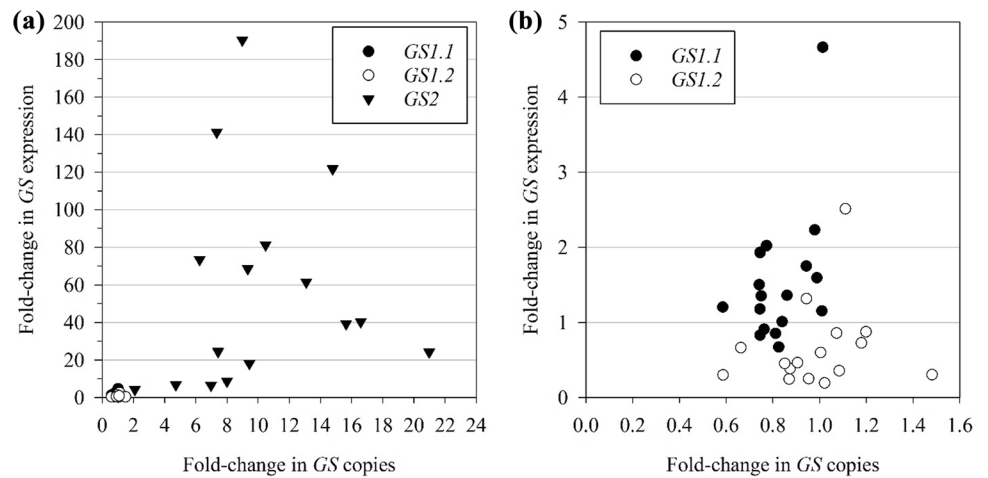 (a)
200
180
160
140
120
100
80
60
40
20
0
Fold-change in GS expression
GS1.1
GS1.2
GS2
0 2 4 6 8 10 12 14 16 18 20 22 24
Fold-change in GS copies
(b)
5
4
3
2
1
0
Fold-change in GS expression
GS1.1
GS1.2
0.0 0.2 0.4 0.6 0.8 1.0 1.2 1.4 1.6
Fold-change in GS copies